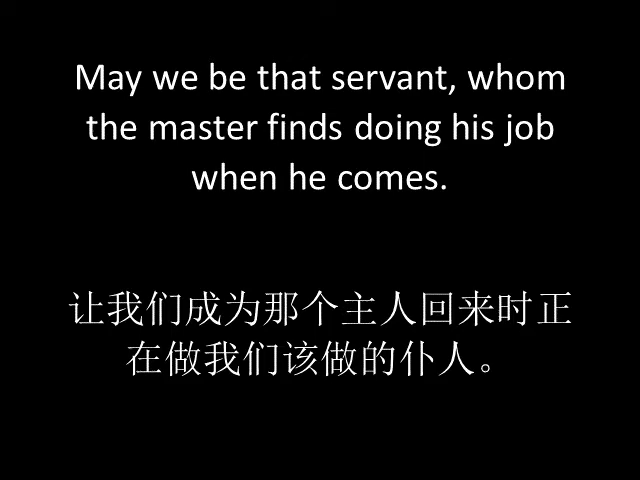 May we be that servant, whom
the master finds doing his job
when he comes.
让我们成为那个主人回来时正
在做我们该做的仆人。